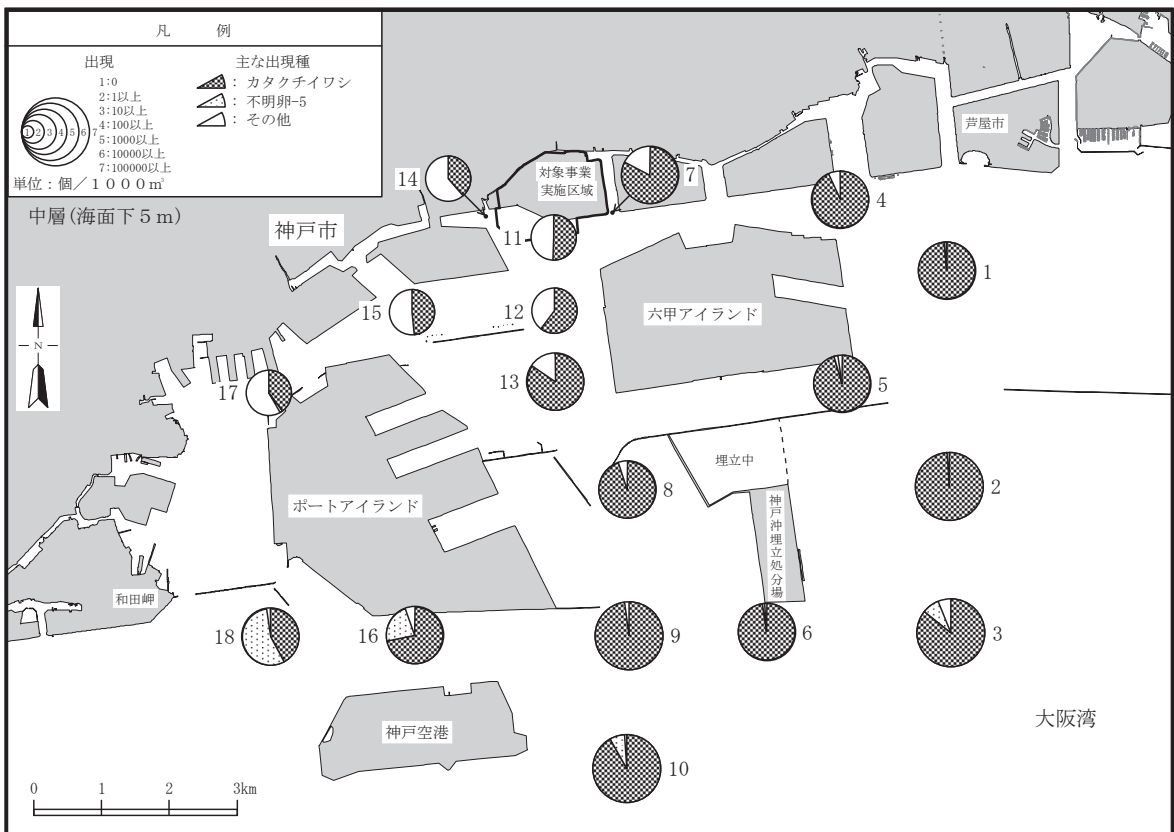 凡 例
出現
1:0
2:1以上
3:10以上
4:100以上
5:1000以上
6:10000以上
7:100000以上
1 2 3 4 5 6 7
単位：個／1000㎥
主な出現種
： カタクチイワシ
： 不明卵-5
： その他
中層(海面下5m)
神戸市
芦屋市
対象事業
実施区域
14
7
4
11
1
15
12
六甲アイランド
13
5
17
N
埋立中
8
2
ポートアイランド
神戸沖埋立処分場
和田岬
18
16
9
6
3
神戸空港
大阪湾
10
0 1 2 3km